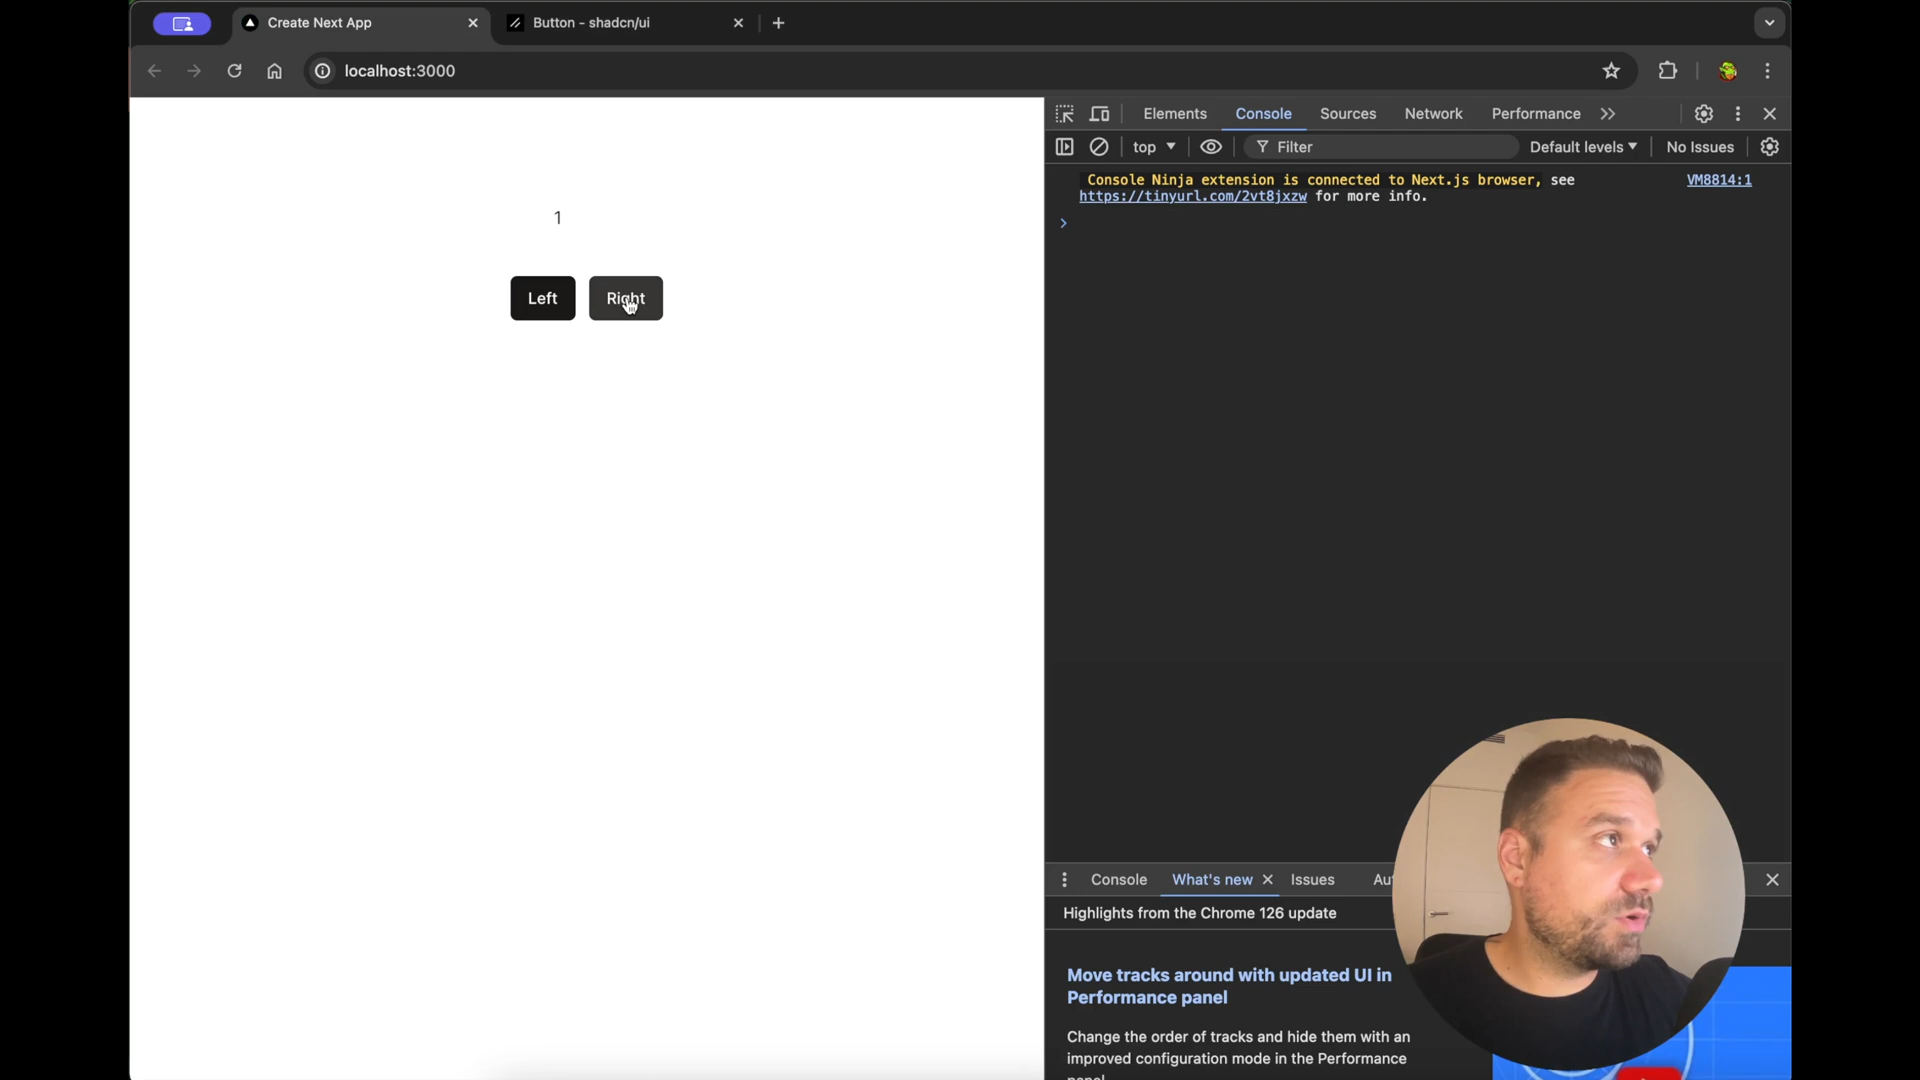 Create Next App
Button - shadcn/ui
localhost:3000
1
Left
Right
Elements
Console
Sources
Network
Performance
top
Filter
Default levels
No Issues
Console Ninja extension is connected to Next.js browser, see
https://tinyurl.com/2vt8jxzw for more info.
VM8814:1
Console
What's new
Issues
Au
Highlights from the Chrome 126 update
Move tracks around with updated UI in
Performance panel
Change the order of tracks and hide them with an
improved configuration mode in the Performance